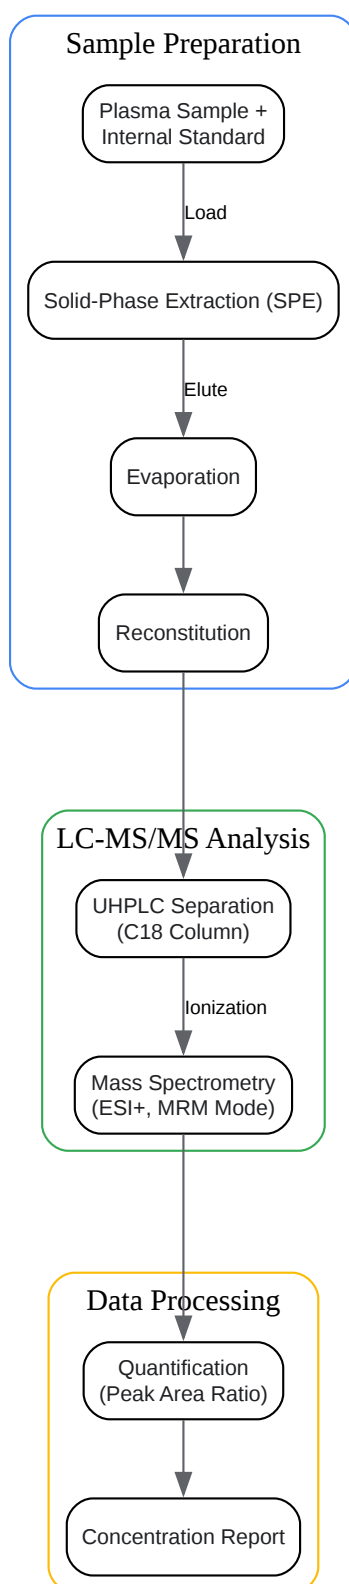 Sample Preparation
Plasma Sample +
Internal Standard
Load
Solid-Phase Extraction (SPE)
Elute
Evaporation
Reconstitution
LC-MS/MS Analysis
UHPLC Separation
(C18 Column)
Ionization
Mass Spectrometry
(ESI+, MRM Mode)
Data Processing
Quantification
(Peak Area Ratio)
Concentration Report